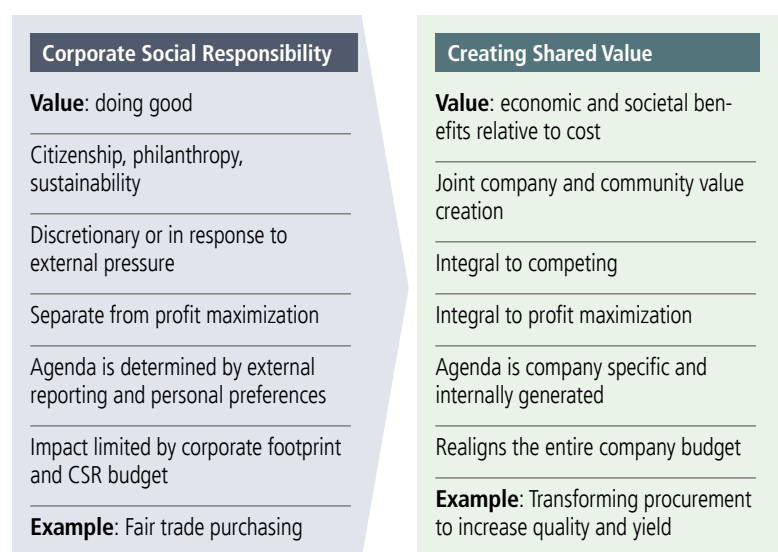 Corporate Social Responsibility
Value: doing good
Citizenship, philanthropy,
sustainability
Discretionary or in response to
external pressure
Separate from profit maximization
Agenda is determined by external
reporting and personal preferences
Impact limited by corporate footprint
and CSR budget
Example: Fair trade purchasing
Creating Shared Value
Value: economic and societal ben-
efits relative to cost
Joint company and community value
creation
Integral to competing
Integral to profit maximization
Agenda is company specific and
internally generated
Realigns the entire company budget
Example: Transforming procurement
to increase quality and yield